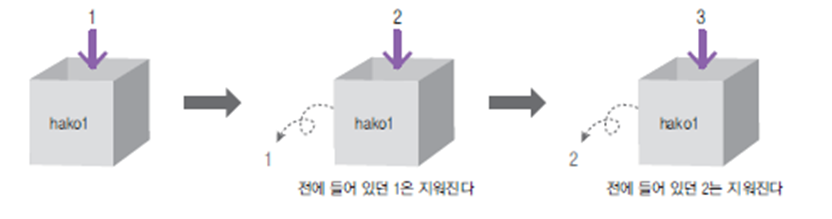 1
2
3
hako1
hako1
hako1
1
2
전에 들어 있던 1은 지워진다
전에 들어 있던 2는 지워진다